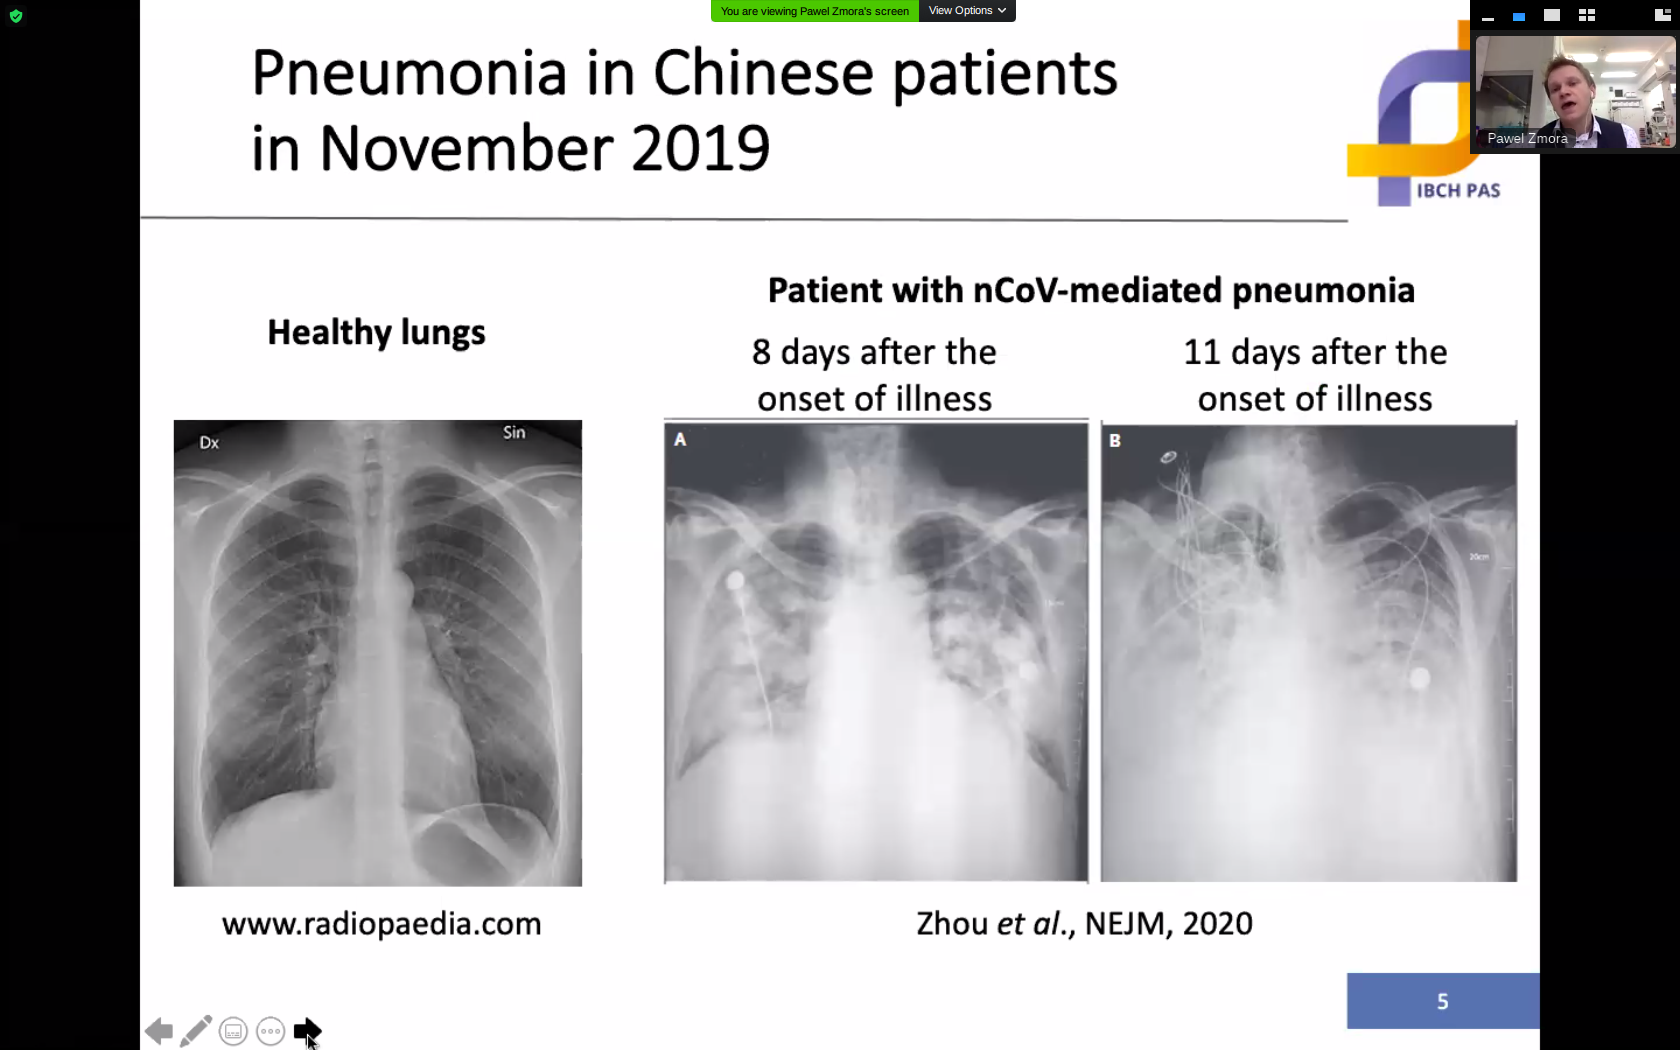 You are viewing Pawel Zmora's screen
View Options
Pneumonia in Chinese patients
in November 2019
Pawel Zmora
IBCH PAS
Healthy lungs
Patient with nCoV-mediated pneumonia
8 days after the
onset of illness
11 days after the
onset of illness
Dx
Sin
A
B
20cm
www.radiopaedia.com
Zhou et al., NEJM, 2020
5